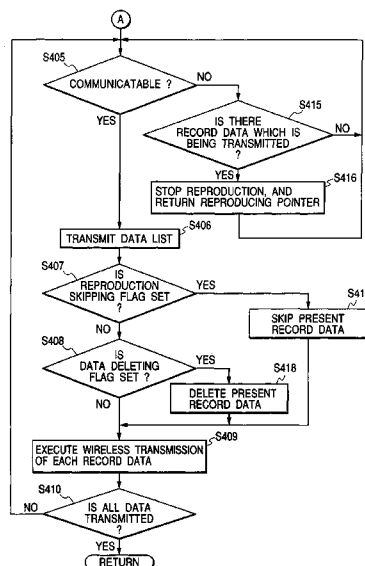 A
S405
COMMUNICATABLE ?
NO
YES
S415
IS THERE
RECORD DATA WHICH IS
BEING TRANSMITTED
?
NO
YES
S416
STOP REPRODUCTION, AND
RETURN REPRODUCING POINTER
S406
TRANSMIT DATA LIST
S407
IS
REPRODUCTION
SKIPPING FLAG SET
?
YES
NO
S41
SKIP PRESENT
RECORD DATA
S408
IS
DATA DELETING
FLAG SET ?
YES
NO
S418
DELETE PRESENT
RECORD DATA
S409
EXECUTE WIRELESS TRANSMISSION
OF EACH RECORD DATA
S410
IS ALL DATA
TRANSMITTED
?
NO
YES
RETURN